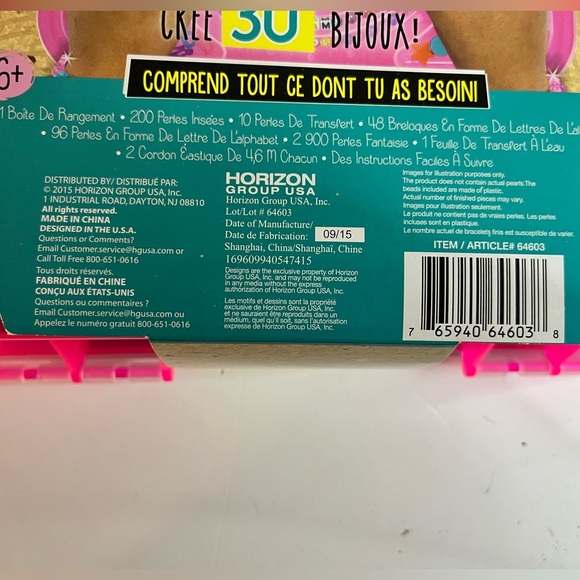 CRÉE 30 BIJOUX!
6+
COMPREND TOUT CE DONT TU AS BESOIN!
1 Boîte De Rangement • 200 Perles Irisées • 10 Perles De Transfert • 48 Breloques En Forme De Lettres De L'al
• 96 Perles En Forme De Lettre De L'alphabet • 2 900 Perles Fantaisie • 1 Feuille De Transfert À L'eau
• 2 Cordon Élastique De 4,6 M Chacun • Des Instructions Faciles À Suivre
DISTRIBUTED BY/ DISTRIBUÉ PAR:
© 2015 HORIZON GROUP USA, Inc.
1 INDUSTRIAL ROAD, DAYTON, NJ 08810
All rights reserved.
MADE IN CHINA
DESIGNED IN THE U.S.A.
Questions or Comments?
Email Customer.service@hgusa.com or
Call Toll Free 800-651-0616
Tous droits réservés.
FABRIQUÉ EN CHINE
CONÇU AUX ÉTATS-UNIS
Questions ou commentaires ?
Email Customer.service@hgusa.com ou
Appelez le numéro gratuit 800-651-0616
HORIZON
GROUP USA
Horizon Group USA, Inc.
Lot/Lot # 64603
Date of Manufacture/
Date de Fabrication: 09/15
Shanghai, China/Shanghaï, Chine
169609940547415
Designs are the exclusive property of Horizon
Group USA, Inc. and may not be reproduced
in any media without the express
authorization of Horizon Group USA, Inc.
Les motifs et dessins sont la propriété
exclusive de Horizon Group USA, Inc.
et ne sauraient être reproduits dans un
médium, quel qu'il soit, sans l'autorisation
expresse de Horizon Group USA, Inc.
Images for illustration purposes only.
The product does not contain actual pearls.The
beads included are made of plastic.
Actual number of finished pieces may vary.
Images pour illustration seulement.
Le produit ne contient pas de vraies perles. Les perles
incluses sont en plastique.
Le nombre actuel de bracelets finis est susceptible de varier.
ITEM / ARTICLE# 64603
7 65940 64603 8